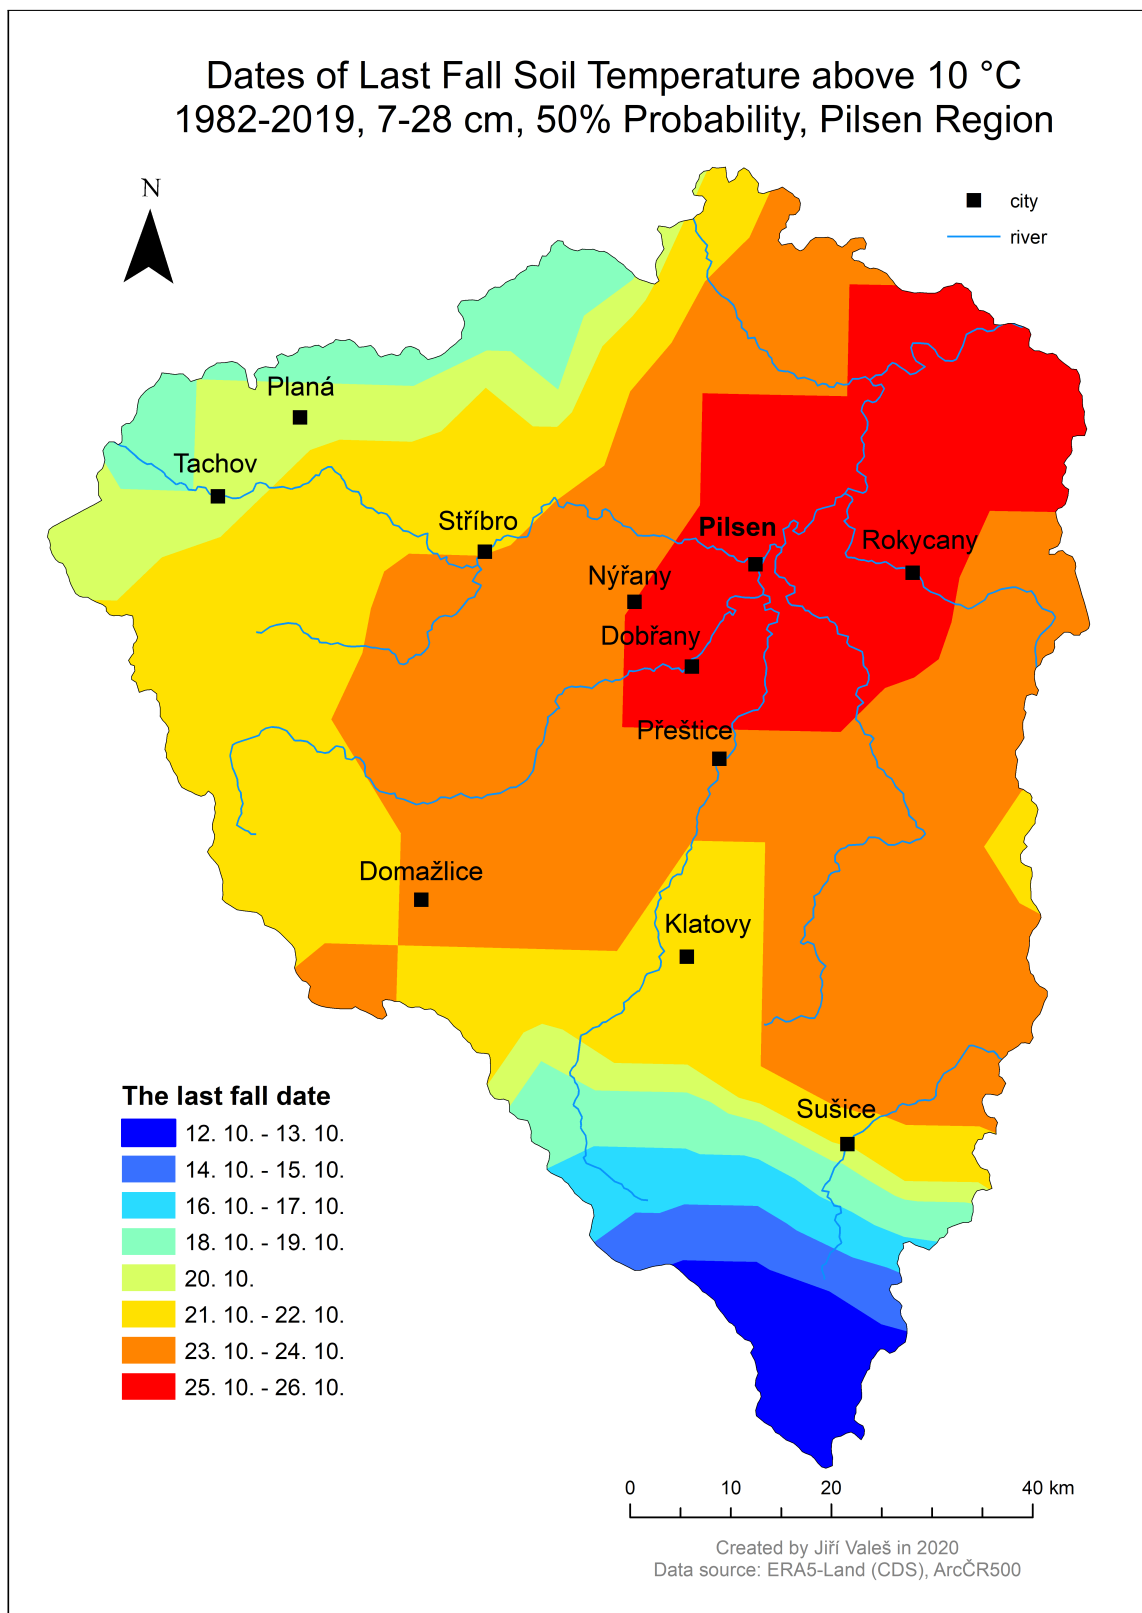 Dates of Last Fall Soil Temperature above 10 °C
1982-2019, 7-28 cm, 50% Probability, Pilsen Region
N
city
river
Planá
Tachov
Stříbro
Pilsen
Rokycany
Nýřany
Dobřany
Přeštice
Domažlice
Klatovy
Sušice
The last fall date
12. 10. - 13. 10.
14. 10. - 15. 10.
16. 10. - 17. 10.
18. 10. - 19. 10.
20. 10.
21. 10. - 22. 10.
23. 10. - 24. 10.
25. 10. - 26. 10.
0 10 20 40 km
Created by Jiří Valeš in 2020
Data source: ERA5-Land (CDS), ArcČR500